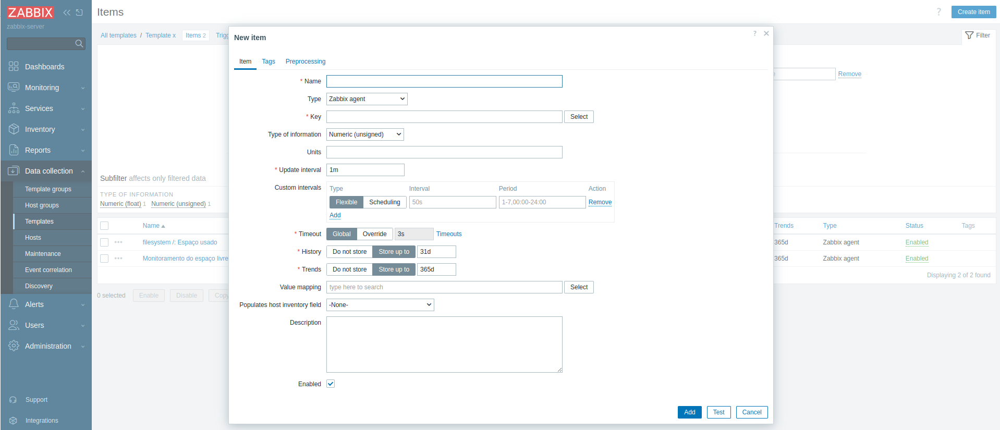 ZABBIX
zabbix-server
Dashboards
Monitoring
Services
Inventory
Reports
Data collection
Template groups
Host groups
Templates
Hosts
Maintenance
Event correlation
Discovery
Alerts
Users
Administration
Support
Integrations
Items
? Create item
All templates / Template x Items 2 Trigg
Filter
Remove
Subfilter affects only filtered data
TYPE OF INFORMATION
Numeric (float) 1 Numeric (unsigned) 1
Name Trends Type Status Tags
filesystem /: Espaço usado 365d Zabbix agent Enabled
Monitoramento do espaço livre 365d Zabbix agent Enabled
Displaying 2 of 2 found
0 selected Enable Disable Copy
New item ?
Item Tags Preprocessing
* Name
Type Zabbix agent
* Key Select
Type of information Numeric (unsigned)
Units
* Update interval 1m
Custom intervals Type Interval Period Action
Flexible Scheduling 50s 1-7,00:00-24:00 Remove
Add
* Timeout Global Override 3s Timeouts
* History Do not store Store up to 31d
* Trends Do not store Store up to 365d
Value mapping type here to search Select
Populates host inventory field -None-
Description
Enabled
Add Test Cancel